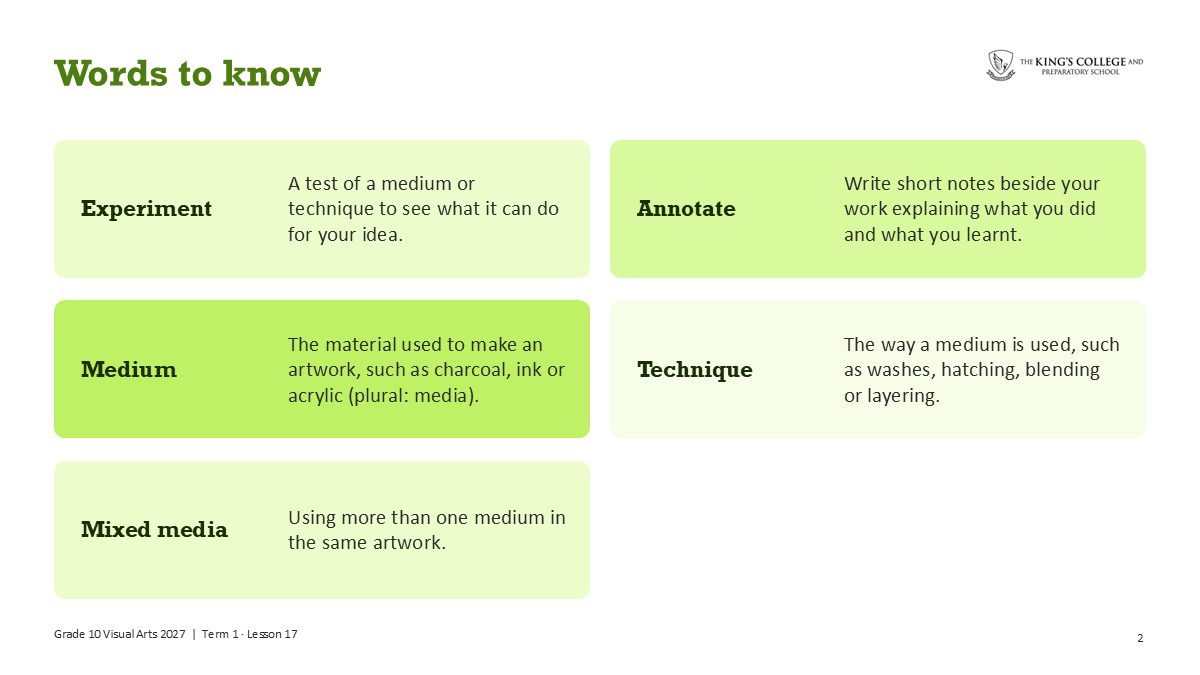 Words to know
THE KING'S COLLEGE AND
PREPARATORY SCHOOL
Experiment
A test of a medium or
technique to see what it can do
for your idea.
Annotate
Write short notes beside your
work explaining what you did
and what you learnt.
Medium
The material used to make an
artwork, such as charcoal, ink or
acrylic (plural: media).
Technique
The way a medium is used, such
as washes, hatching, blending
or layering.
Mixed media
Using more than one medium in
the same artwork.
Grade 10 Visual Arts 2027 | Term 1 · Lesson 17
2